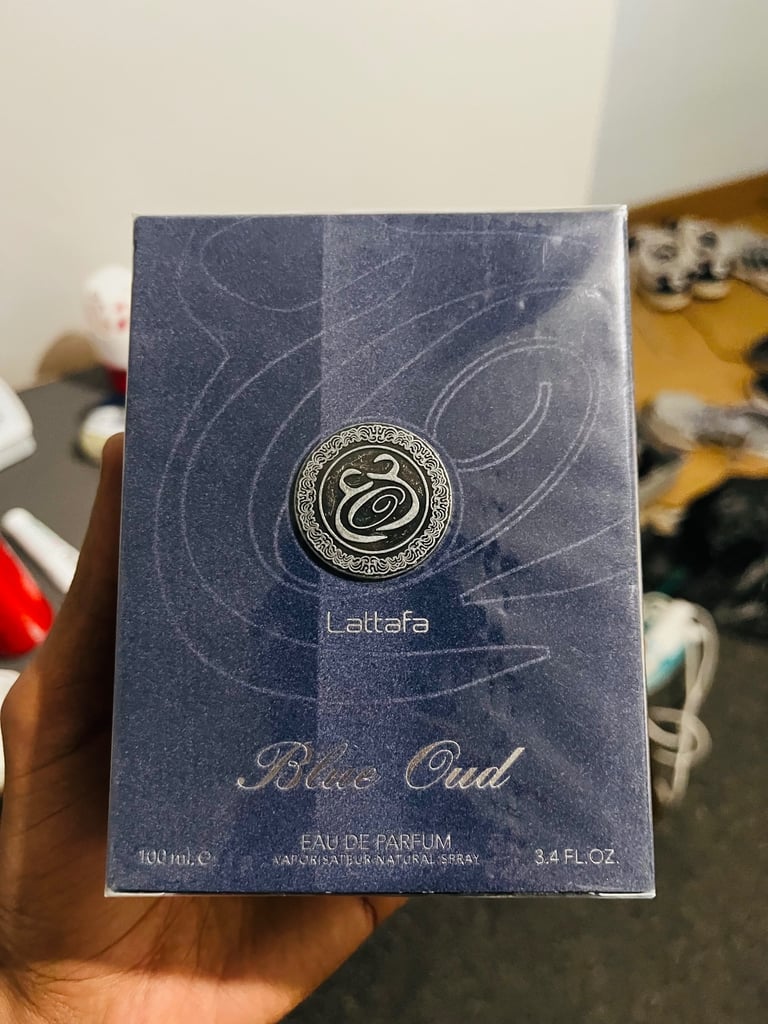 Lattafa
Blue Oud
EAU DE PARFUM
VAPORISATEUR NATURAL SPRAY
100 ml. ℮
3.4 FL.OZ.